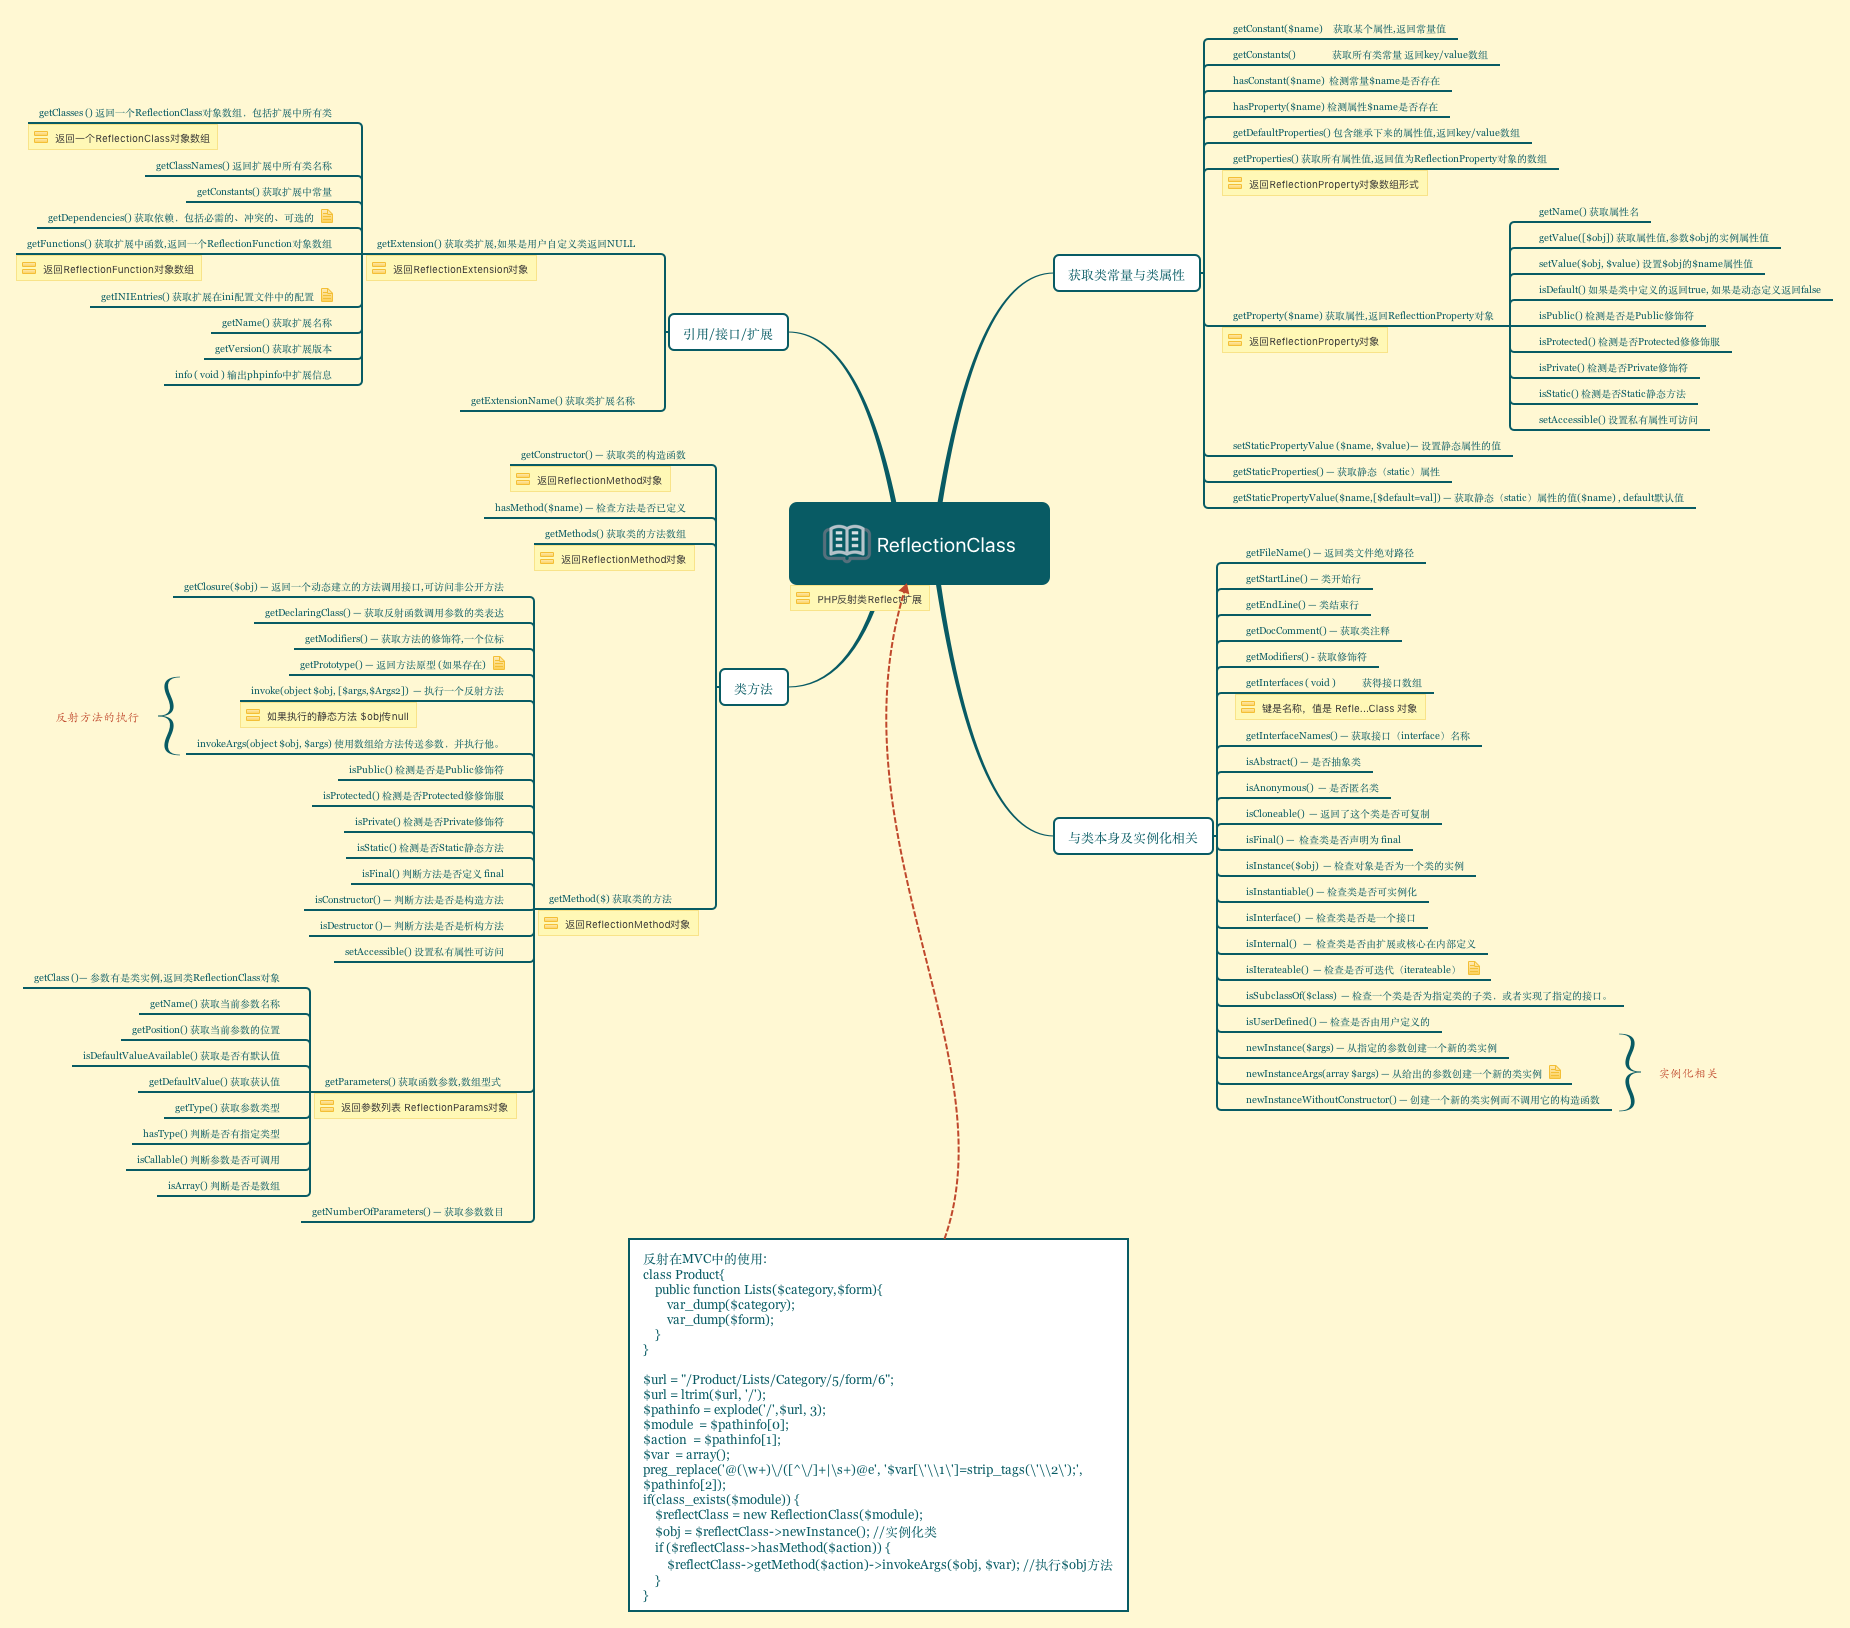 ReflectionClass
PHP反射类Reflect扩展
获取类常量与类属性
getConstant($name)    获取某个属性,返回常量值
getConstants()    获取所有类常量 返回key/value数组
hasConstant($name)  检测常量$name是否存在
hasProperty($name) 检测属性$name是否存在
getDefaultProperties() 包含继承下来的属性值,返回key/value数组
getProperties() 获取所有属性值,返回值为ReflectionProperty对象的数组
返回ReflectionProperty对象数组形式
getProperty($name) 获取属性,返回ReflecttionProperty对象
返回ReflectionProperty对象
getName() 获取属性名
getValue([$obj]) 获取属性值,参数$obj的实例属性值
setValue($obj, $value) 设置$obj的$name属性值
isDefault() 如果是类中定义的返回true, 如果是动态定义返回false
isPublic() 检测是否是Public修饰符
isProtected() 检测是否Protected修修饰服
isPrivate() 检测是否Private修饰符
isStatic() 检测是否Static静态方法
setAccessible() 设置私有属性可访问
setStaticPropertyValue ($name, $value)— 设置静态属性的值
getStaticProperties() — 获取静态（static）属性
getStaticPropertyValue($name,[$default=val]) — 获取静态（static）属性的值($name) , default默认值
与类本身及实例化相关
getFileName() — 返回类文件绝对路径
getStartLine() — 类开始行
getEndLine() — 类结束行
getDocComment() — 获取类注释
getModifiers() - 获取修饰符
getInterfaces ( void )    获得接口数组
键是名称，值是 Refle...Class 对象
getInterfaceNames() — 获取接口（interface）名称
isAbstract() — 是否抽象类
isAnonymous()  — 是否匿名类
isCloneable()  — 返回了这个类是否可复制
isFinal() —  检查类是否声明为 final
isInstance($obj)  — 检查对象是否为一个类的实例
isInstantiable() — 检查类是否可实例化
isInterface()  — 检查类是否是一个接口
isInternal()   —  检查类是否由扩展或核心在内部定义
isIterateable()  — 检查是否可迭代（iterateable）
isSubclassOf($class)  — 检查一个类是否为指定类的子类．或者实现了指定的接口。
isUserDefined() — 检查是否由用户定义的
newInstance($args) — 从指定的参数创建一个新的类实例
newInstanceArgs(array $args) — 从给出的参数创建一个新的类实例
newInstanceWithoutConstructor() — 创建一个新的类实例而不调用它的构造函数
实例化相关
引用/接口/扩展
getExtension() 获取类扩展,如果是用户自定义类返回NULL
返回ReflectionExtension对象
getClasses () 返回一个ReflectionClass对象数组．包括扩展中所有类
返回一个ReflectionClass对象数组
getClassNames() 返回扩展中所有类名称
getConstants() 获取扩展中常量
getDependencies() 获取依赖．包括必需的、冲突的、可选的
getFunctions() 获取扩展中函数,返回一个ReflectionFunction对象数组
返回ReflectionFunction对象数组
getINIEntries() 获取扩展在ini配置文件中的配置
getName() 获取扩展名称
getVersion() 获取扩展版本
info ( void ) 输出phpinfo中扩展信息
getExtensionName() 获取类扩展名称
类方法
getConstructor() — 获取类的构造函数
返回ReflectionMethod对象
hasMethod($name) — 检查方法是否已定义
getMethods() 获取类的方法数组
返回ReflectionMethod对象
getMethod($) 获取类的方法
返回ReflectionMethod对象
getClosure($obj) — 返回一个动态建立的方法调用接口,可访问非公开方法
getDeclaringClass() — 获取反射函数调用参数的类表达
getModifiers() — 获取方法的修饰符,一个位标
getPrototype() — 返回方法原型 (如果存在)
invoke(object $obj, [$args,$Args2])  — 执行一个反射方法
如果执行的静态方法 $obj传null
invokeArgs(object $obj, $args) 使用数组给方法传送参数．并执行他。
反射方法的执行
isPublic() 检测是否是Public修饰符
isProtected() 检测是否Protected修修饰服
isPrivate() 检测是否Private修饰符
isStatic() 检测是否Static静态方法
isFinal() 判断方法是否定义 final
isConstructor() — 判断方法是否是构造方法
isDestructor ()— 判断方法是否是析构方法
setAccessible() 设置私有属性可访问
getParameters() 获取函数参数,数组型式
返回参数列表 ReflectionParams对象
getClass ()— 参数有是类实例,返回类ReflectionClass对象
getName() 获取当前参数名称
getPosition() 获取当前参数的位置
isDefaultValueAvailable() 获取是否有默认值
getDefaultValue() 获取获认值
getType() 获取参数类型
hasType() 判断是否有指定类型
isCallable() 判断参数是否可调用
isArray() 判断是否是数组
getNumberOfParameters() — 获取参数数目
反射在MVC中的使用:
class Product{
    public function Lists($category,$form){
        var_dump($category);
        var_dump($form);
    }
}
$url = "/Product/Lists/Category/5/form/6";
$url = ltrim($url, '/');
$pathinfo = explode('/',$url, 3);
$module  = $pathinfo[0];
$action  = $pathinfo[1];
$var  = array();
preg_replace('@(\w+)\/([^\/]+|\s+)@e', '$var[\'\\1\']=strip_tags(\'\\2\');',
$pathinfo[2]);
if(class_exists($module)) {
    $reflectClass = new ReflectionClass($module);
    $obj = $reflectClass->newInstance(); //实例化类
    if ($reflectClass->hasMethod($action)) {
        $reflectClass->getMethod($action)->invokeArgs($obj, $var); //执行$obj方法
    }
}